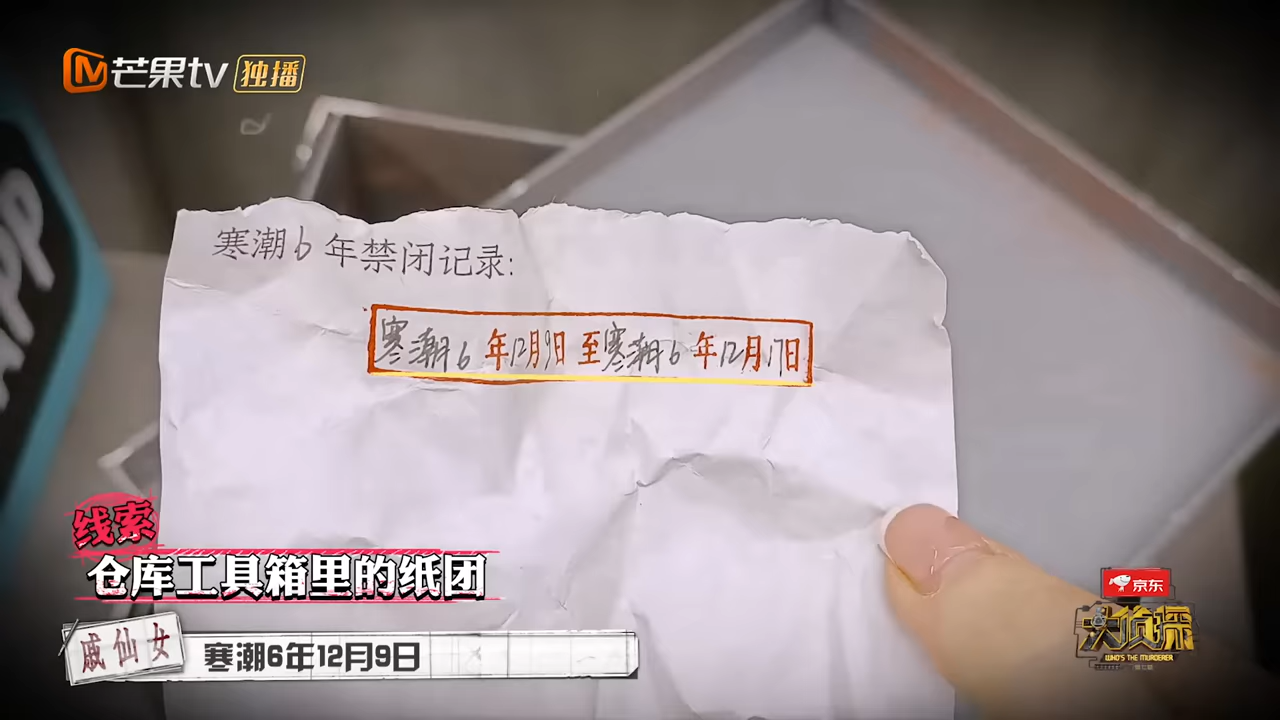 芒果tv 独播
寒潮6年禁闭记录:
寒潮6年12月9日至寒潮6年12月17日
线索
仓库工具箱里的纸团
戚仙女
寒潮6年12月9日
京东
大侦探
WHO'S THE MURDERER